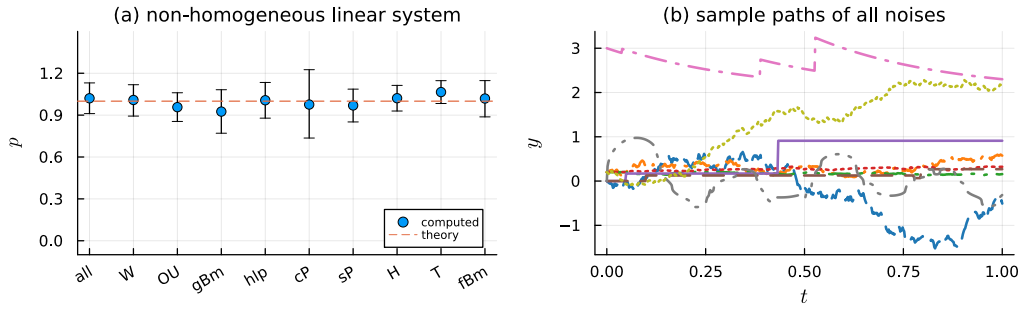 (a) non-homogeneous linear system
p
1.2
0.9
0.6
0.3
0.0
computed
theory
all
W
OU
gBm
hlp
cP
sP
H
T
fBm
(b) sample paths of all noises
y
3
2
1
0
−1
0.00
0.25
0.50
0.75
1.00
t